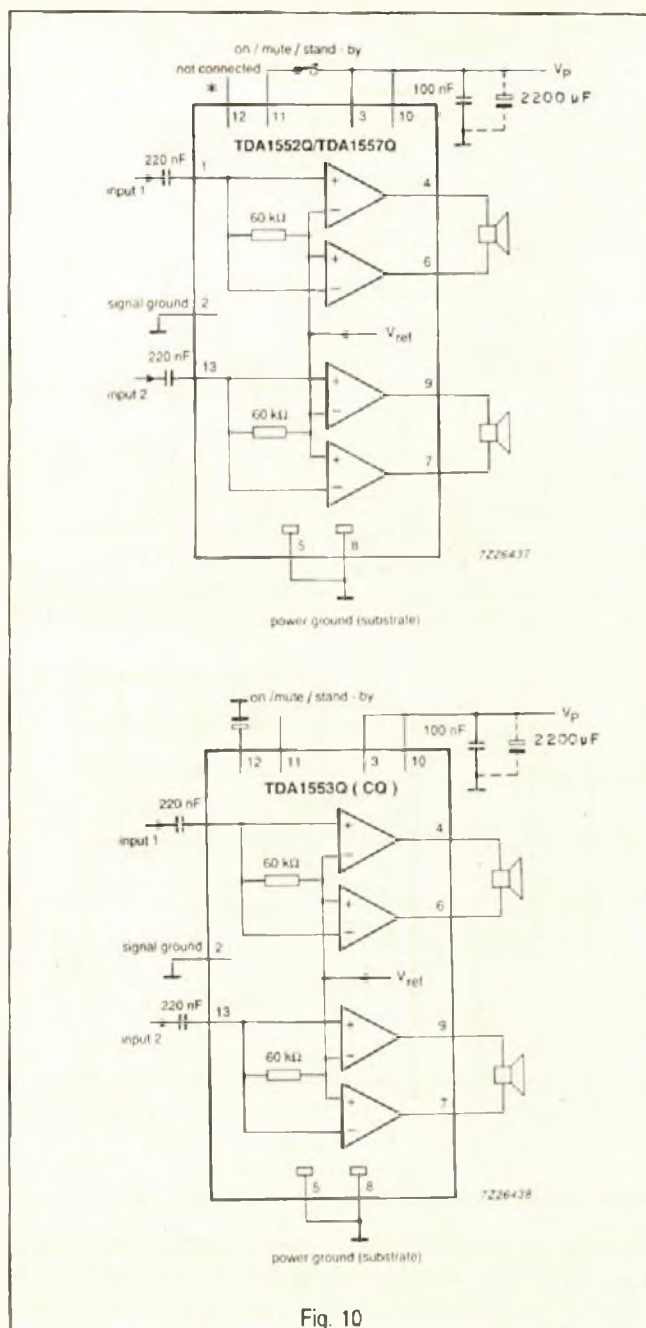 on / mute / stand - by
not connected
*
12
11
3
10
100 nF
VP
2200 µF
TDA1552Q/TDA1557Q
220 nF
1
input 1
60 kΩ
+
−
4
+
−
6
signal ground 2
Vref
220 nF
13
input 2
60 kΩ
+
−
9
+
−
7
5
8
7Z26437
power ground (substrate)
on /mute / stand - by
12
11
3
10
100 nF
VP
2200 µF
TDA1553Q ( CQ )
220 nF
input 1
60 kΩ
+
−
4
+
−
6
signal ground 2
Vref
220 nF
13
input 2
60 kΩ
+
−
9
+
−
7
5
8
7Z26438
power ground (substrate)
Fig. 10